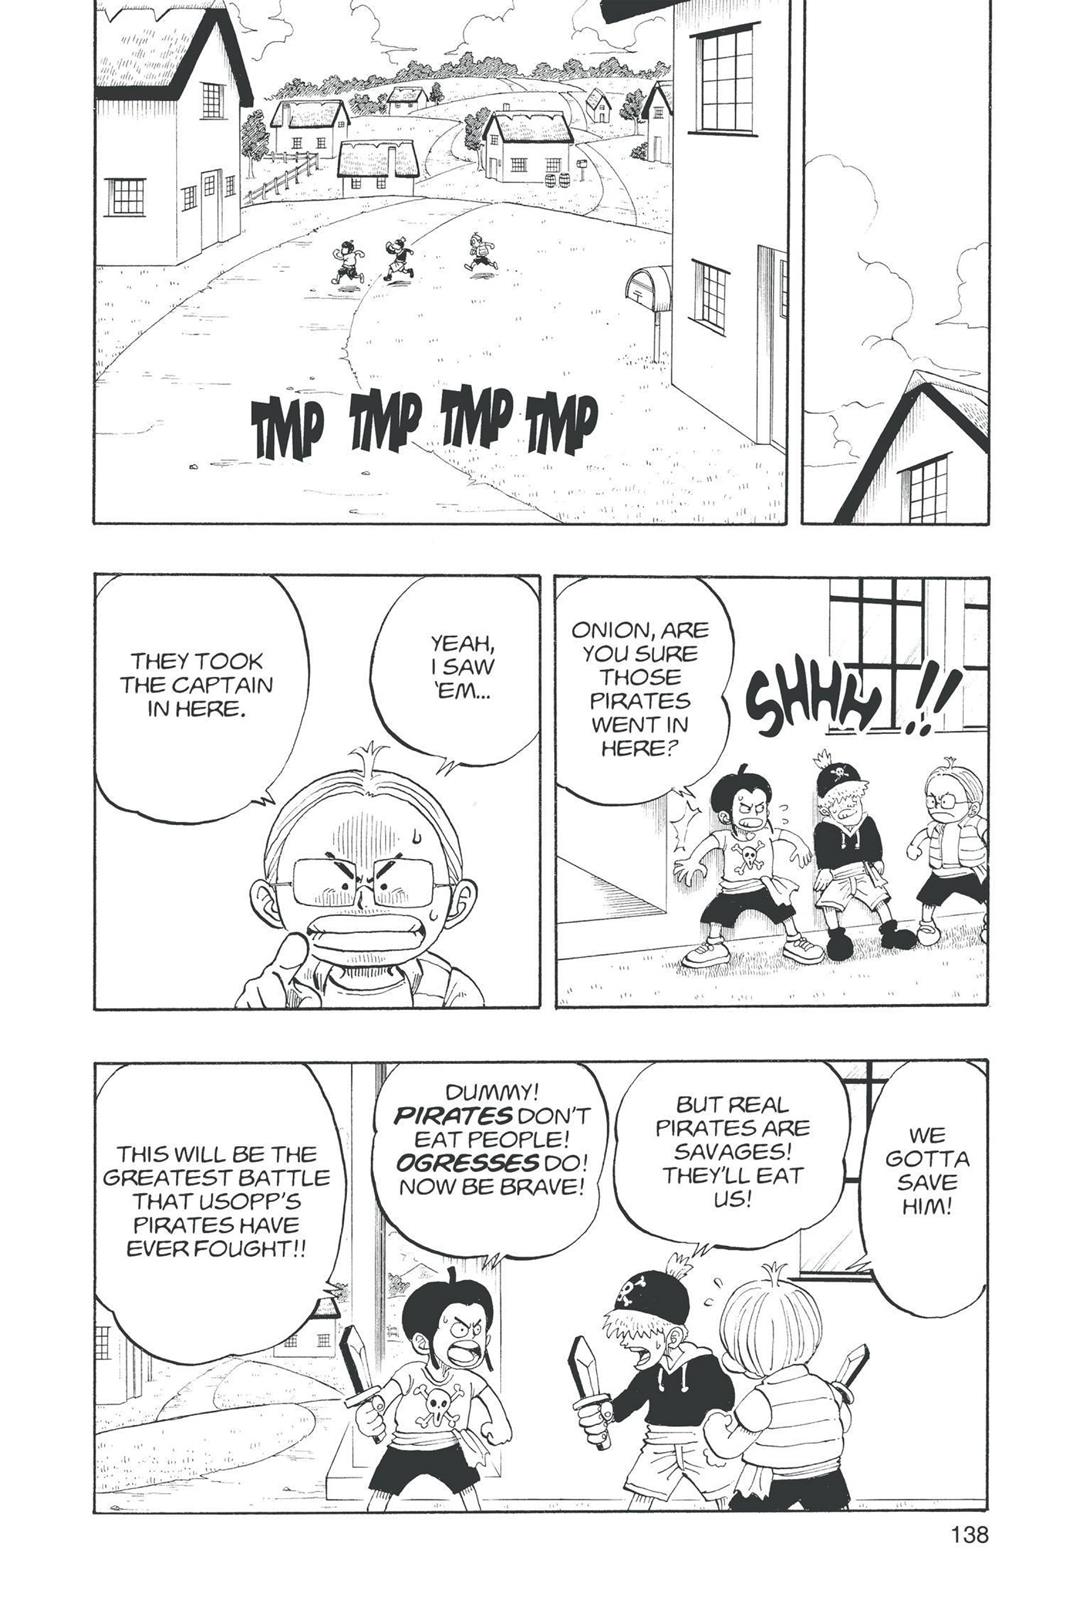 TMP TMP TMP TMP
ONION, ARE
YOU SURE
THOSE
PIRATES
WENT IN
HERE?
SHHH!!
YEAH,
I SAW
'EM...
THEY TOOK
THE CAPTAIN
IN HERE.
WE
GOTTA
SAVE
HIM!
BUT REAL
PIRATES ARE
SAVAGES!
THEY'LL EAT
US!
DUMMY!
PIRATES DON'T
EAT PEOPLE!
OGRESSES DO!
NOW BE BRAVE!
THIS WILL BE THE
GREATEST BATTLE
THAT USOPP'S
PIRATES HAVE
EVER FOUGHT!!
138